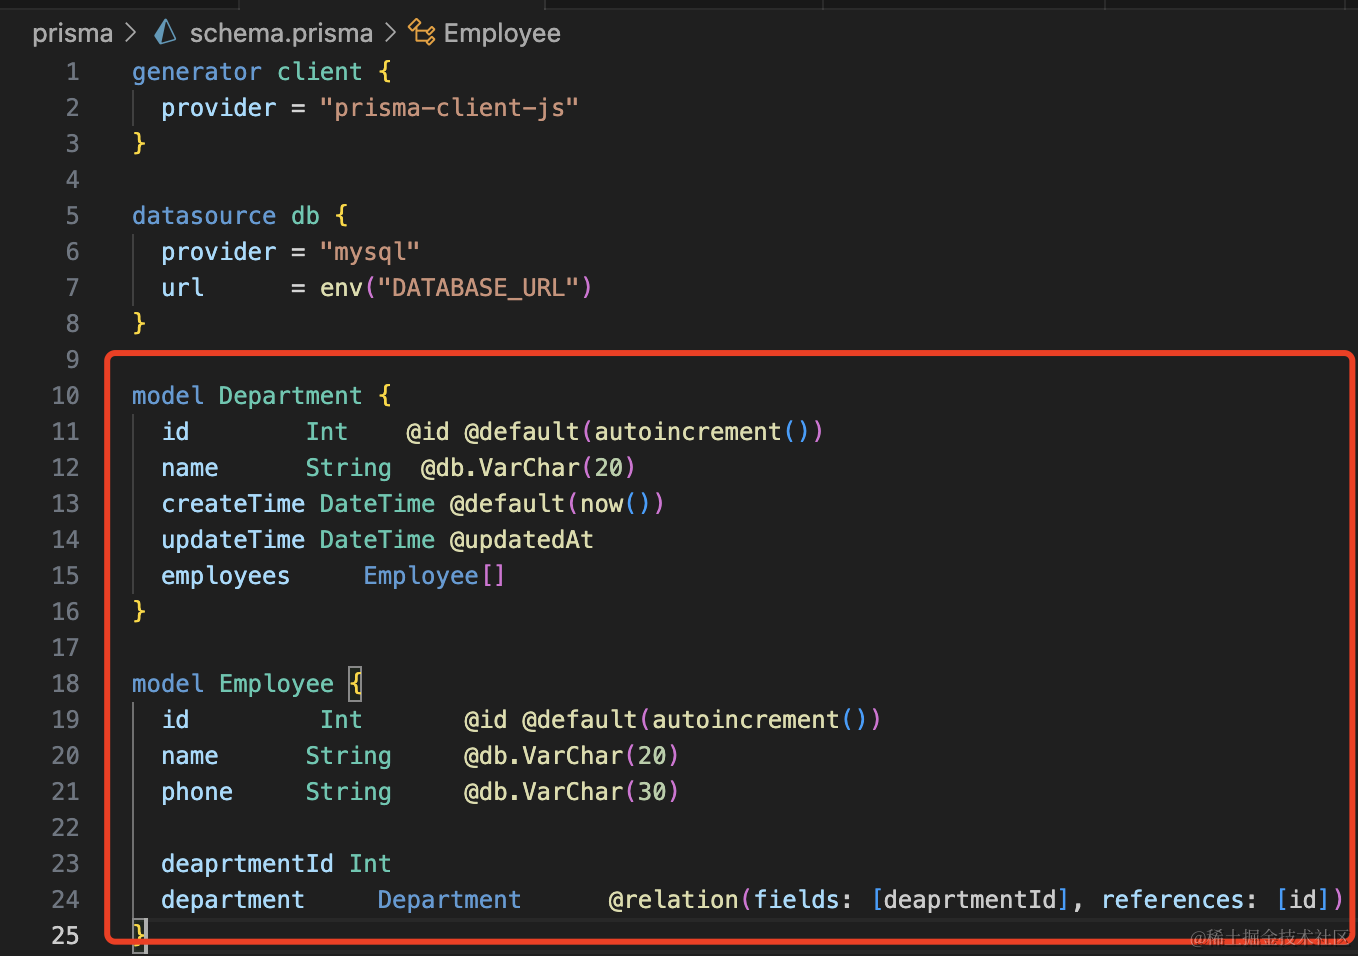 prisma > schema.prisma > Employee
1 generator client {
2 provider = "prisma-client-js"
3 }
4
5 datasource db {
6 provider = "mysql"
7 url = env("DATABASE_URL")
8 }
9
10 model Department {
11 id Int @id @default(autoincrement())
12 name String @db.VarChar(20)
13 createTime DateTime @default(now())
14 updateTime DateTime @updatedAt
15 employees Employee[]
16 }
17
18 model Employee {
19 id Int @id @default(autoincrement())
20 name String @db.VarChar(20)
21 phone String @db.VarChar(30)
22
23 deaprtmentId Int
24 department Department @relation(fields: [deaprtmentId], references: [id])
25 }
@稀土掘金技术社区